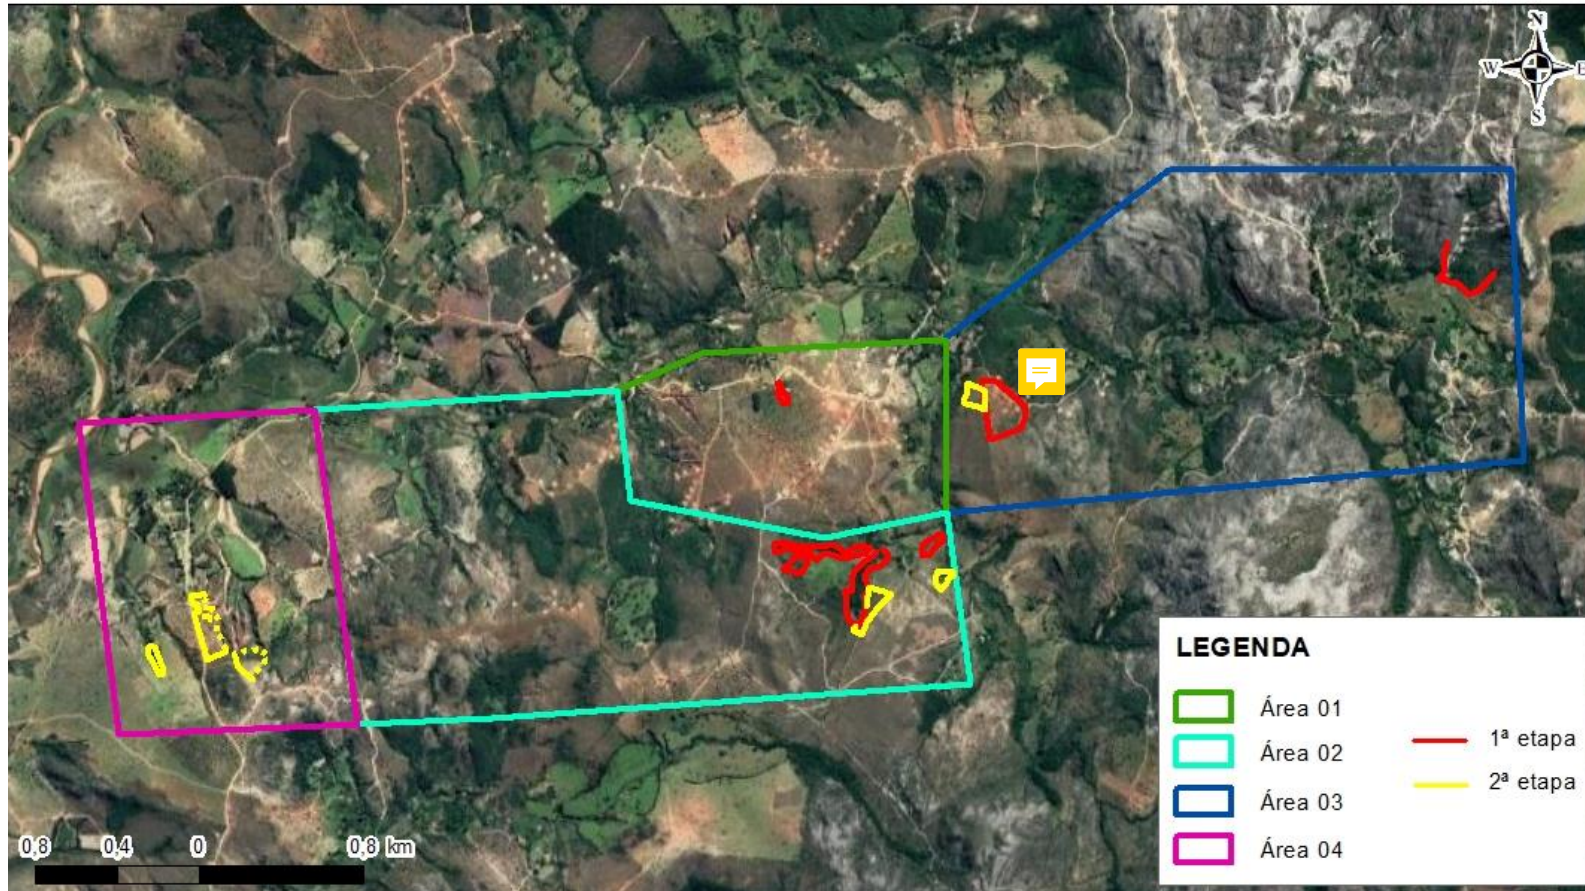 N
W E
S
LEGENDA
Área 01
Área 02
Área 03
Área 04
1ª etapa
2ª etapa
0,8 0,4 0 0,8 km